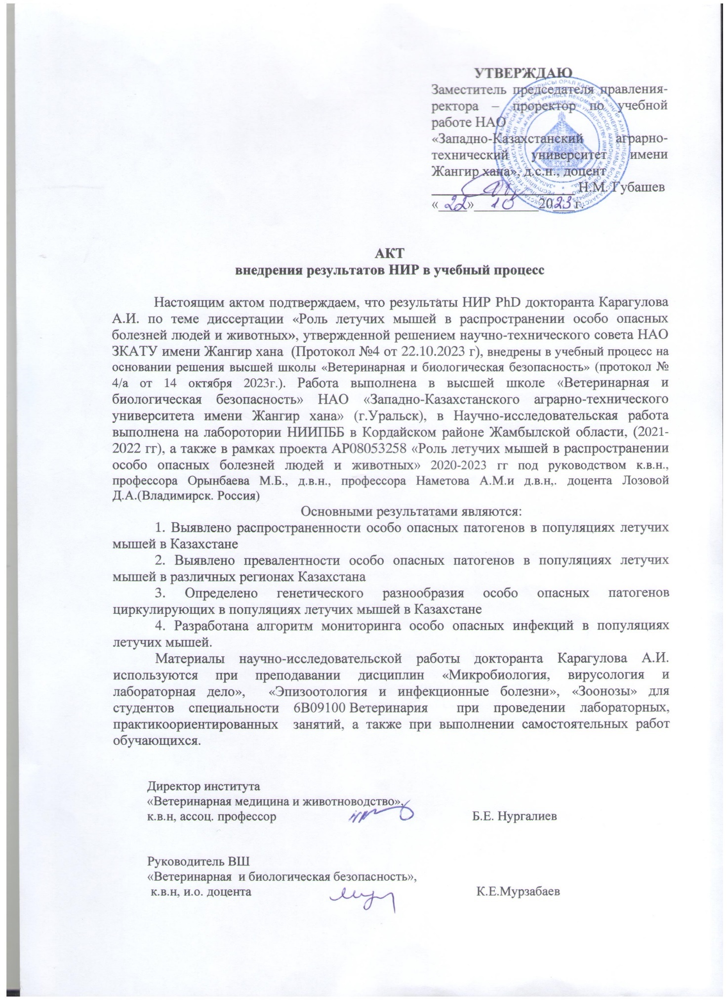 УТВЕРЖДАЮ
Заместитель председателя правления-
ректора – проректор по учебной
работе НАО
«Западно-Казахстанский аграрно-
технический университет имени
Жангир хана», д.с.н., доцент
Н.М. Губашев
«22» 10 2023 г.
АКТ
внедрения результатов НИР в учебный процесс
Настоящим актом подтверждаем, что результаты НИР PhD докторанта Карагулова
А.И. по теме диссертации «Роль летучих мышей в распространении особо опасных
болезней людей и животных», утвержденной решением научно-технического совета НАО
ЗКАТУ имени Жангир хана (Протокол №4 от 22.10.2023 г), внедрены в учебный процесс на
основании решения высшей школы «Ветеринарная и биологическая безопасность» (протокол №
4/а от 14 октября 2023г.). Работа выполнена в высшей школе «Ветеринарная и
биологическая безопасность» НАО «Западно-Казахстанского аграрно-технического
университета имени Жангир хана» (г.Уральск), в Научно-исследовательская работа
выполнена на лаборотории НИИПББ в Кордайском районе Жамбылской области, (2021-
2022 гг), а также в рамках проекта АР08053258 «Роль летучих мышей в распространении
особо опасных болезней людей и животных» 2020-2023 гг под руководством к.в.н.,
профессора Орынбаева М.Б., д.в.н., профессора Наметова А.М.и д.в.н,. доцента Лозовой
Д.А.(Владимирск. Россия)
Основными результатами являются:
1. Выявлено распространенности особо опасных патогенов в популяциях летучих
мышей в Казахстане
2. Выявлено превалентности особо опасных патогенов в популяциях летучих
мышей в различных регионах Казахстана
3. Определено генетического разнообразия особо опасных патогенов
циркулирующих в популяциях летучих мышей в Казахстане
4. Разработана алгоритм мониторинга особо опасных инфекций в популяциях
летучих мышей.
Материалы научно-исследовательской работы докторанта Карагулова А.И.
используются при преподавании дисциплин «Микробиология, вирусология и
лабораторная дело», «Эпизоотология и инфекционные болезни», «Зоонозы» для
студентов специальности 6В09100 Ветеринария при проведении лабораторных,
практикоориентированных занятий, а также при выполнении самостоятельных работ
обучающихся.
Директор института
«Ветеринарная медицина и животноводство»,
к.в.н, ассоц. профессор Б.Е. Нургалиев
Руководитель ВШ
«Ветеринарная и биологическая безопасность»,
к.в.н, и.о. доцента К.Е.Мурзабаев